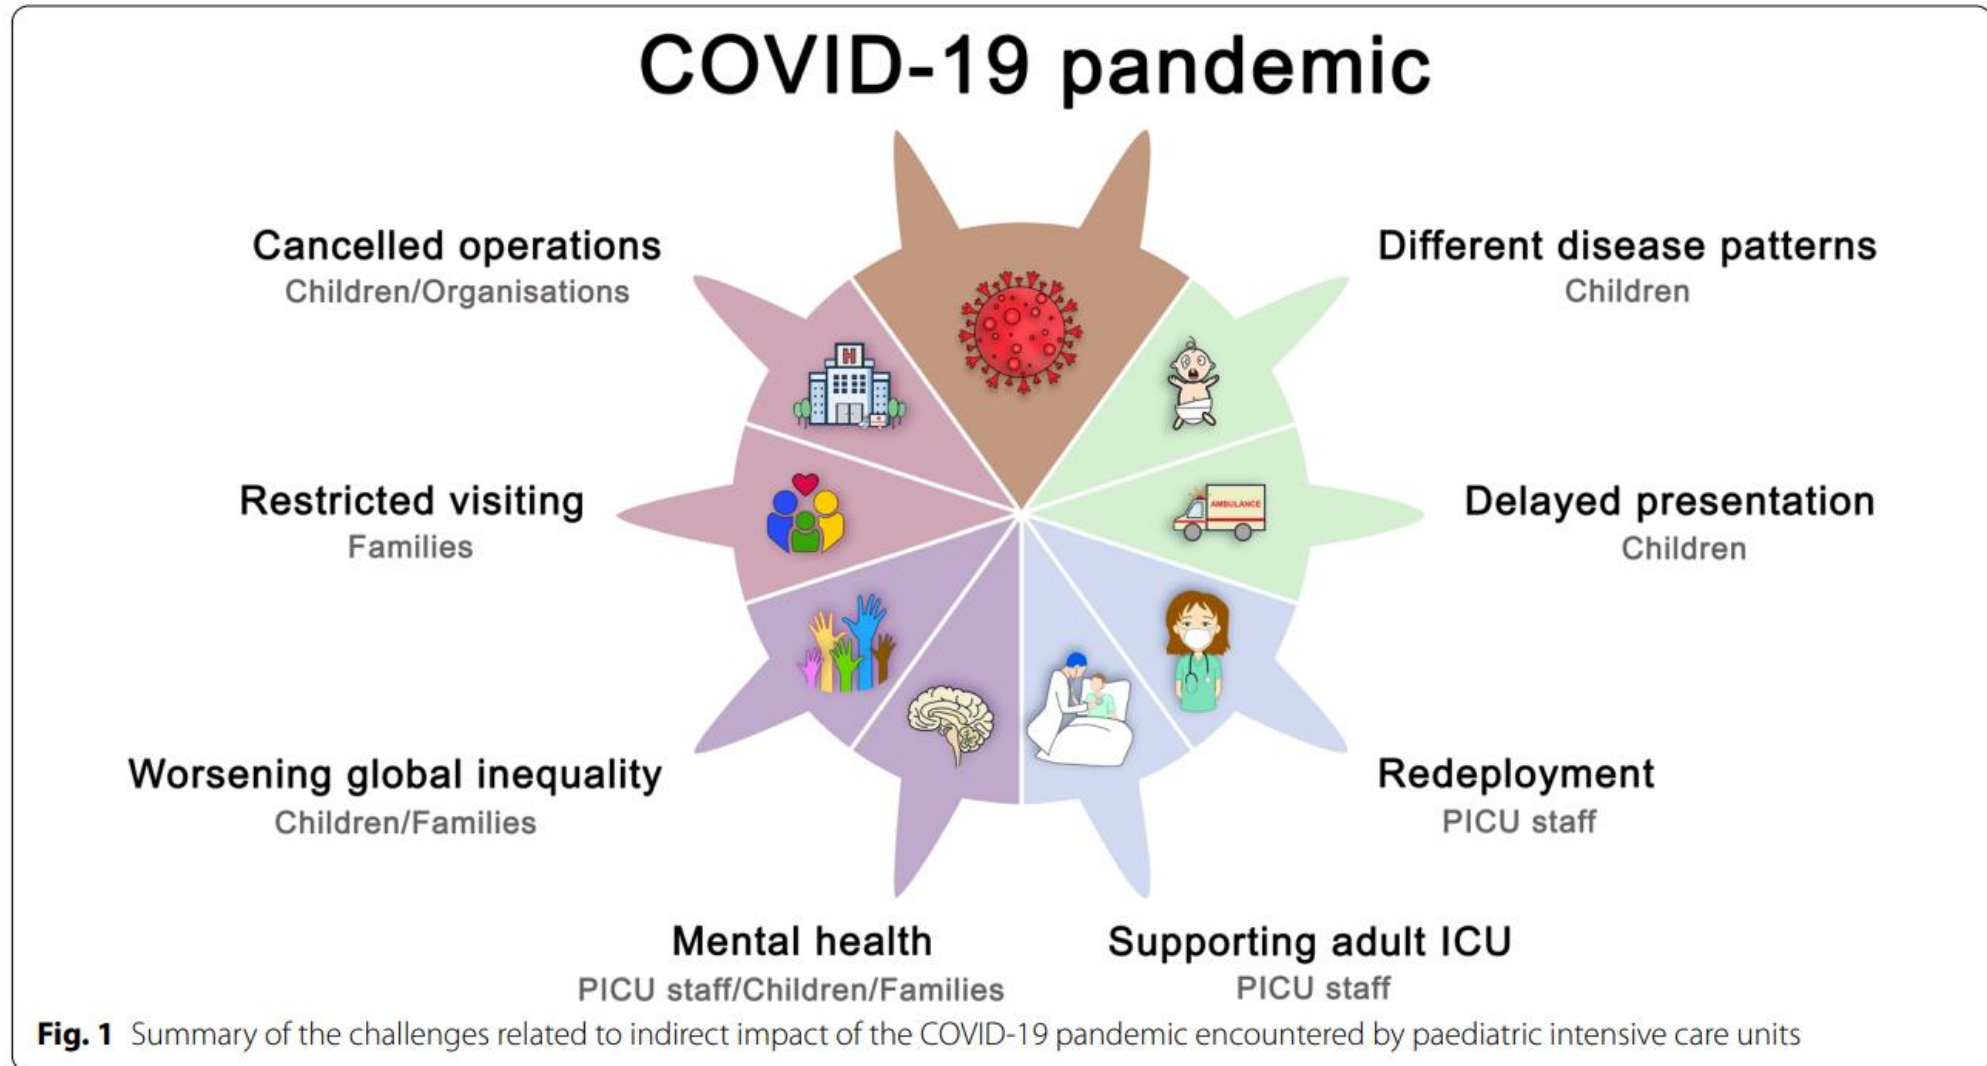 COVID-19 pandemic
Cancelled operations
Children/Organisations
Different disease patterns
Children
H
Restricted visiting
Families
AMBULANCE
Delayed presentation
Children
Worsening global inequality
Children/Families
Redeployment
PICU staff
Mental health
PICU staff/Children/Families
Supporting adult ICU
PICU staff
Fig. 1 Summary of the challenges related to indirect impact of the COVID-19 pandemic encountered by paediatric intensive care units